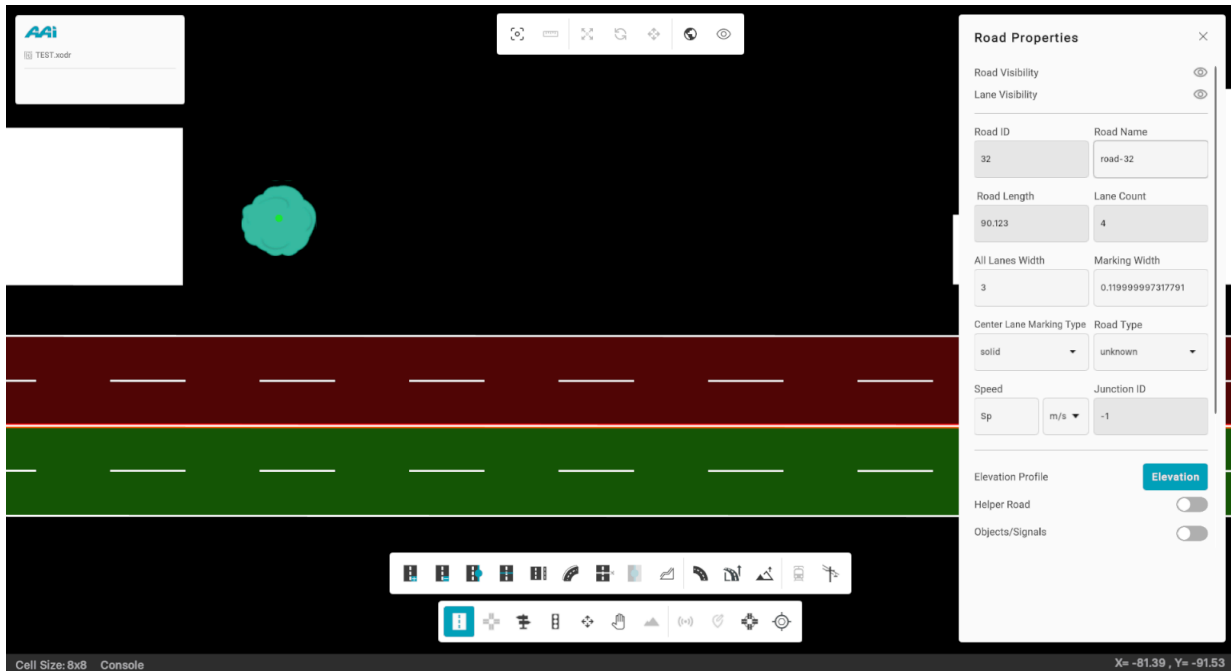 AAi
TEST.xodr
Road Properties
Road Visibility
Lane Visibility
Road ID Road Name
32 road-32
Road Length Lane Count
90.123 4
All Lanes Width Marking Width
3 0.119999997317791
Center Lane Marking Type Road Type
solid unknown
Speed Junction ID
Sp m/s -1
Elevation Profile Elevation
Helper Road
Objects/Signals
Cell Size: 8x8 Console X= -81.39 , Y= -91.53